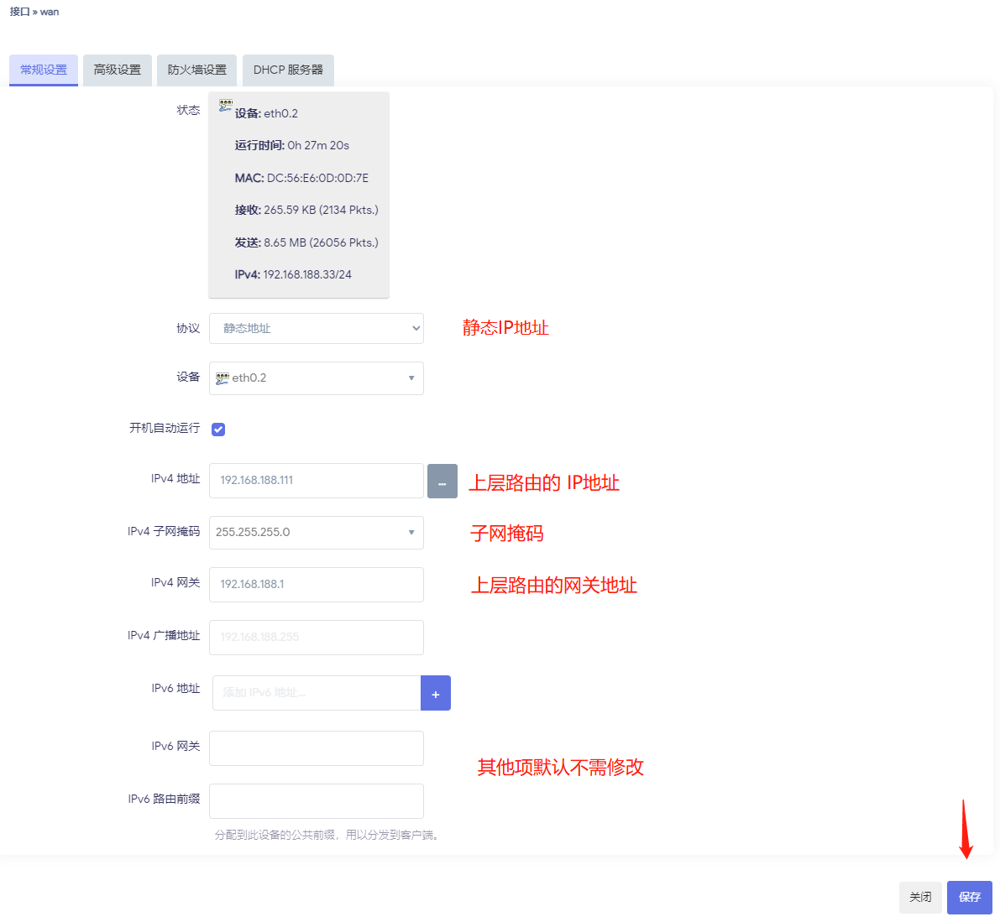 接口 » wan
常规设置
高级设置
防火墙设置
DHCP 服务器
状态
设备: eth0.2
运行时间: 0h 27m 20s
MAC: DC:56:E6:0D:0D:7E
接收: 265.59 KB (2134 Pkts.)
发送: 8.65 MB (26056 Pkts.)
IPv4: 192.168.188.33/24
协议
静态地址
静态IP地址
设备
eth0.2
开机自动运行
IPv4 地址
192.168.188.111
...
上层路由的 IP地址
IPv4 子网掩码
255.255.255.0
子网掩码
IPv4 网关
192.168.188.1
上层路由的网关地址
IPv4 广播地址
192.168.188.255
IPv6 地址
添加 IPv6 地址...
+
IPv6 网关
其他项默认不需修改
IPv6 路由前缀
分配到此设备的公共前缀，用以分发到客户端。
关闭
保存